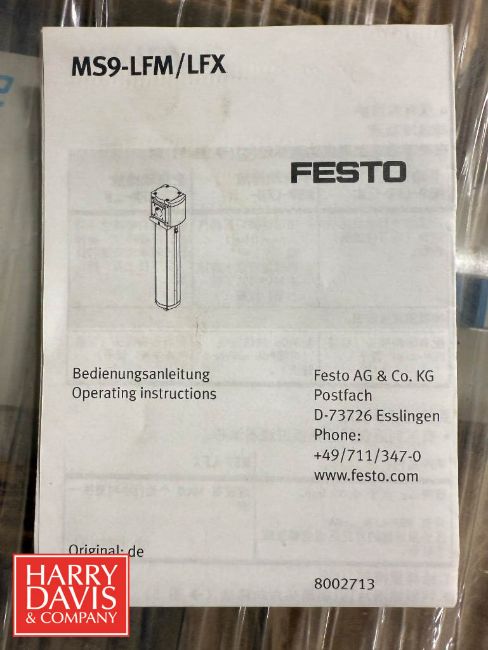 MS9-LFM/LFX
FESTO
Bedienungsanleitung
Operating instructions
Festo AG & Co. KG
Postfach
D-73726 Esslingen
Phone:
+49/711/347-0
www.festo.com
Original: de
8002713
HARRY
DAVIS
& COMPANY